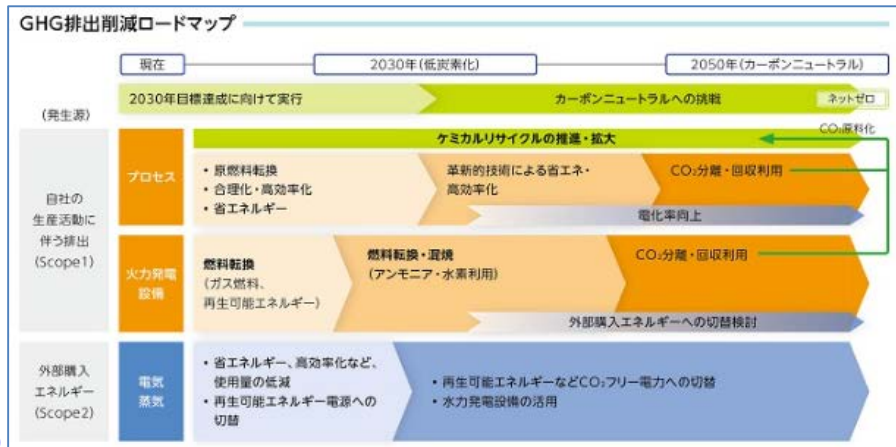 GHG排出削減ロードマップ
現在
2030年(低炭素化)
2050年(カーボンニュートラル)
(発生源)
2030年目標達成に向けて実行
カーボンニュートラルへの挑戦
ネットゼロ
自社の
生産活動に
伴う排出
(Scope1)
ケミカルリサイクルの推進・拡大
CO₂原料化
プロセス
・原燃料転換
・合理化・高効率化
・省エネルギー
革新的技術による省エネ・
高効率化
CO₂分離・回収利用
電化率向上
火力発電
設備
燃料転換
(ガス燃料、
再生可能エネルギー)
燃料転換・混焼
(アンモニア・水素利用)
CO₂分離・回収利用
外部購入エネルギーへの切替検討
外部購入
エネルギー
(Scope2)
電気
蒸気
・省エネルギー、高効率化など、
使用量の低減
・再生可能エネルギー電源への
切替
・再生可能エネルギーなどCO₂フリー電力への切替
・水力発電設備の活用